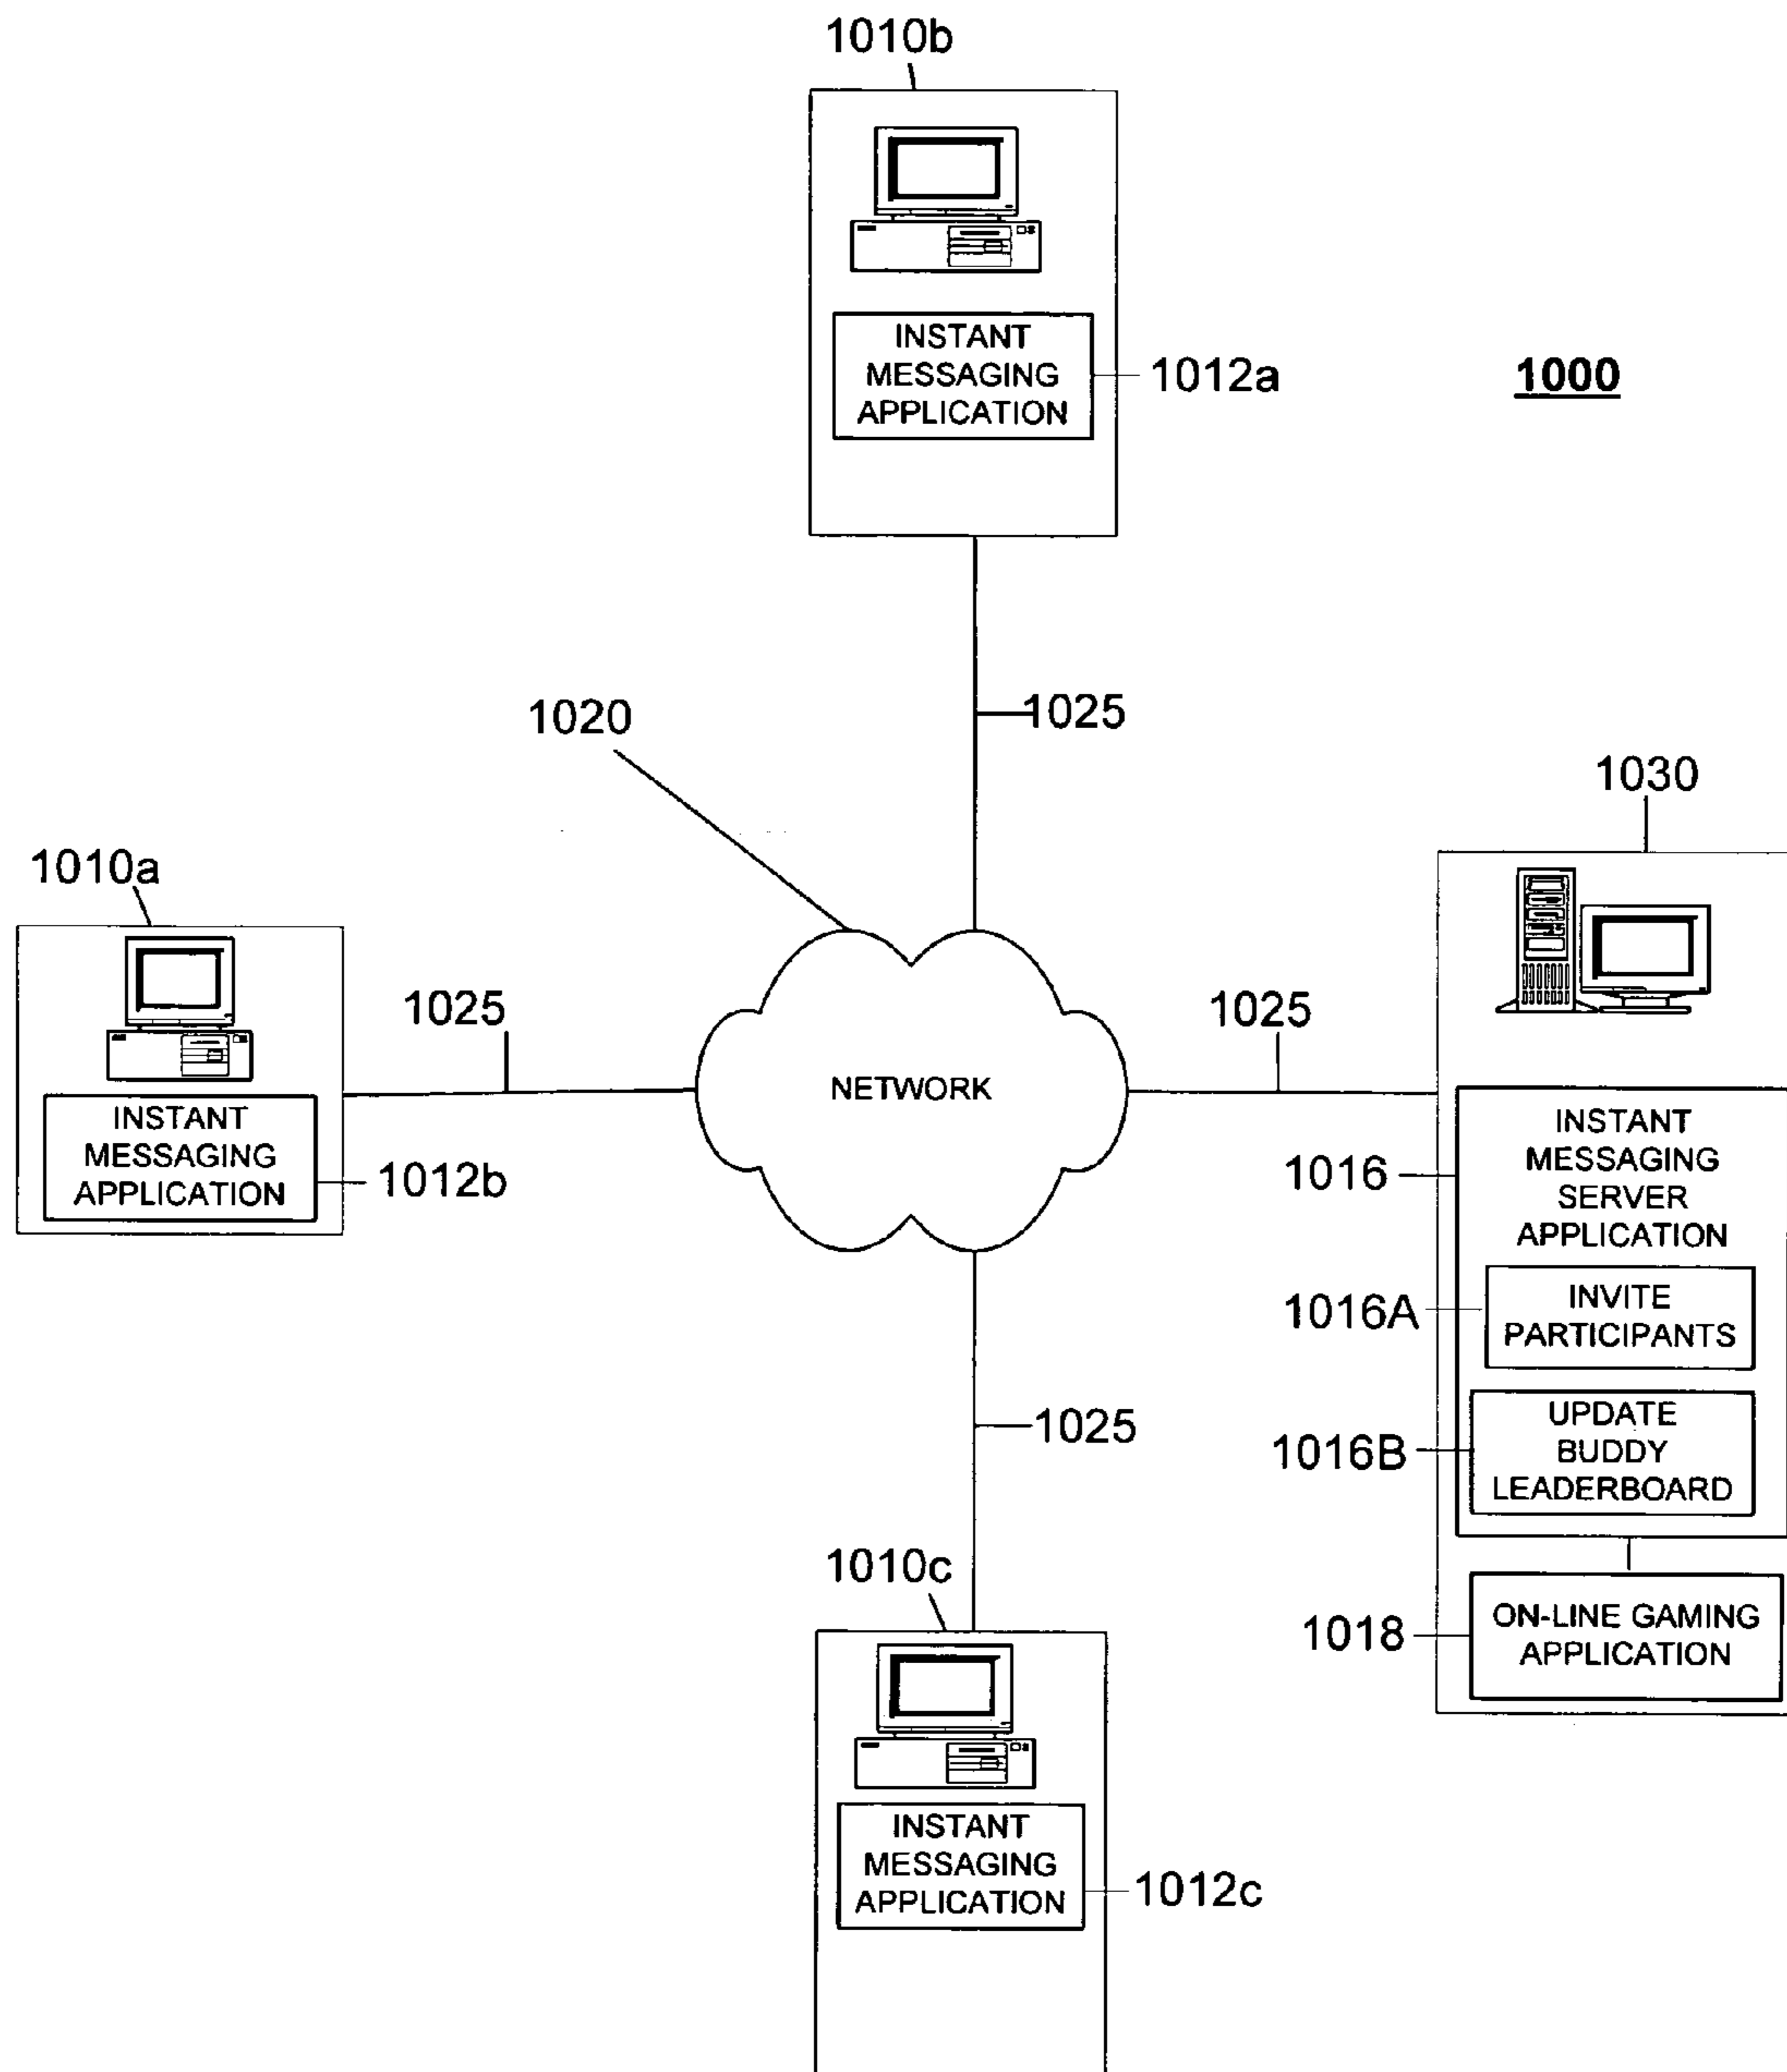 1010b
INSTANT
MESSAGING
APPLICATION
1012a
1000
1020
1025
1030
1010a
INSTANT
MESSAGING
APPLICATION
1012b
1025
NETWORK
1025
INSTANT
MESSAGING
SERVER
APPLICATION
1016
INVITE
PARTICIPANTS
1016A
UPDATE
BUDDY
LEADERBOARD
1016B
ON-LINE GAMING
APPLICATION
1018
1025
1010c
INSTANT
MESSAGING
APPLICATION
1012c